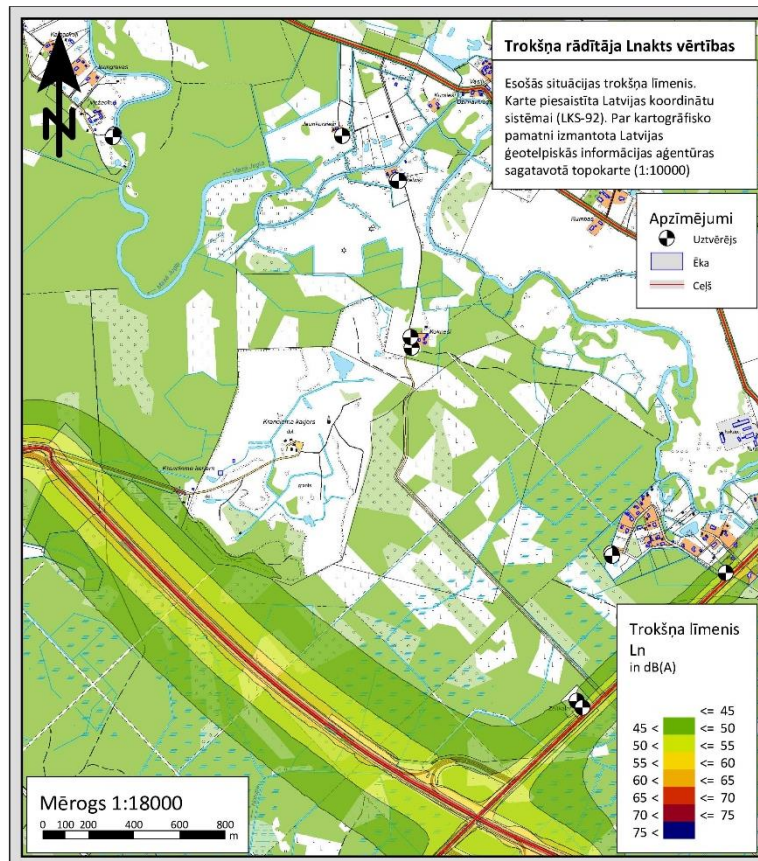 Trokšņa rādītāja Lnakts vērtības
Esošās situācijas trokšņa līmenis.
Karte piesaistīta Latvijas koordinātu
sistēmai (LKS-92). Par kartogrāfisko
pamatni izmantota Latvijas
ģeotelpiskās informācijas aģentūras
sagatavotā topokarte (1:10000)
Apzīmējumi
Uztvērējs
Ēka
Ceļš
N
Trokšņa līmenis
Ln
in dB(A)
<= 45
45 < <= 50
50 < <= 55
55 < <= 60
60 < <= 65
65 < <= 70
70 < <= 75
75 <
Mērogs 1:18000
0 100 200 400 600 800
m